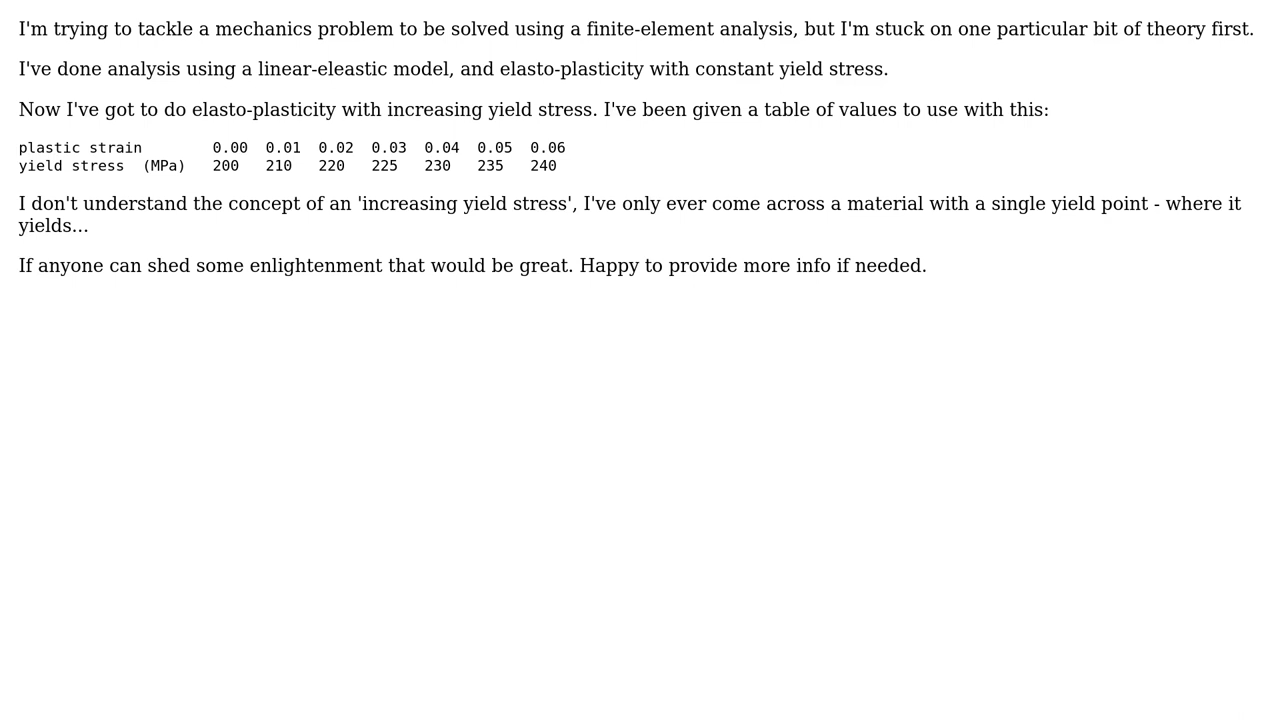 I'm trying to tackle a mechanics problem to be solved using a finite-element analysis, but I'm stuck on one particular bit of theory first.
I've done analysis using a linear-eleastic model, and elasto-plasticity with constant yield stress.
Now I've got to do elasto-plasticity with increasing yield stress. I've been given a table of values to use with this:
plastic strain        0.00  0.01  0.02  0.03  0.04  0.05  0.06
yield stress  (MPa)   200   210   220   225   230   235   240
I don't understand the concept of an 'increasing yield stress', I've only ever come across a material with a single yield point - where it
yields...
If anyone can shed some enlightenment that would be great. Happy to provide more info if needed.